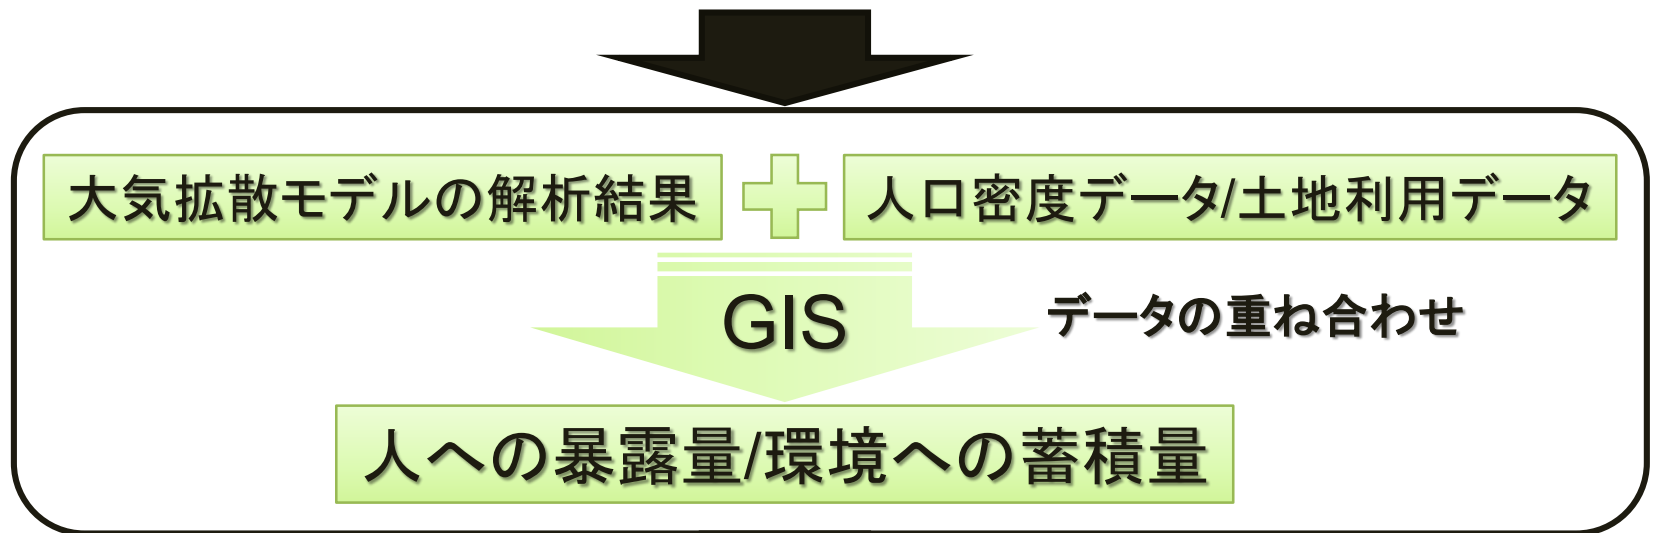 大気拡散モデルの解析結果
人口密度データ/土地利用データ
GIS
データの重ね合わせ
人への暴露量/環境への蓄積量